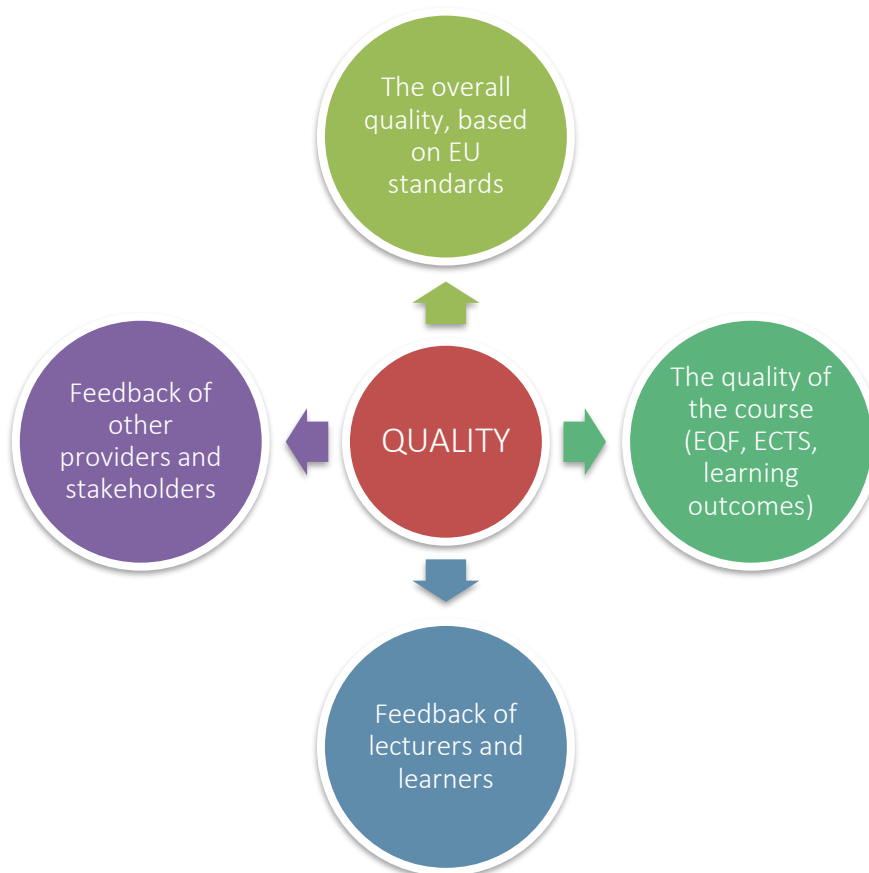 The overall
quality, based
on EU
standards
Feedback of
other
providers and
stakeholders
QUALITY
The quality of
the course
(EQF, ECTS,
learning
outcomes)
Feedback of
lecturers and
learners